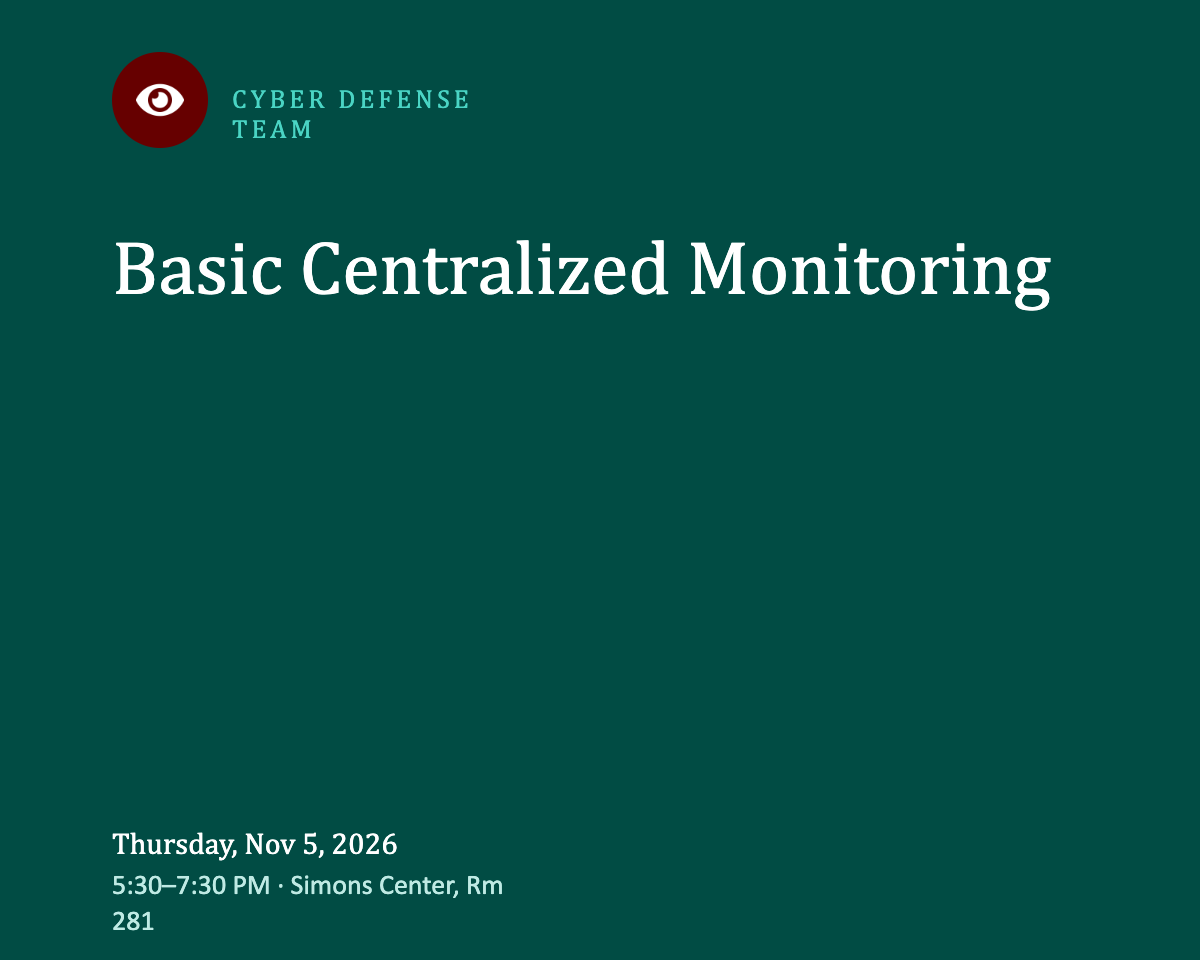 CYBER DEFENSE
TEAM
Basic Centralized Monitoring
Thursday, Nov 5, 2026
5:30–7:30 PM · Simons Center, Rm
281